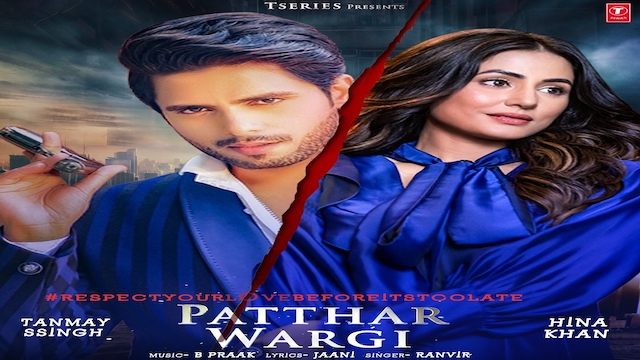 TSERIES PRESENTS
T-SERIES
#RESPECTYOURLOVEBEFOREITSTOOLATE
TANMAY
SSINGH
PATTHAR
WARGI
HINA
KHAN
MUSIC- B PRAAK LYRICS- JAANI SINGER- RANVIR